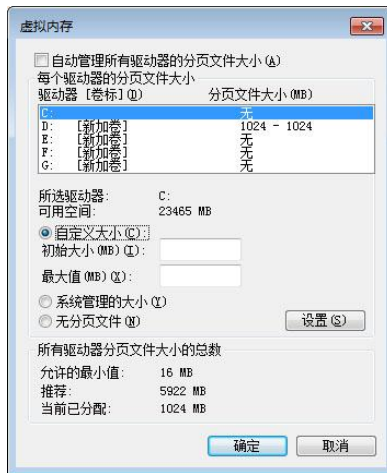 虚拟内存
自动管理所有驱动器的分页文件大小(A)
每个驱动器的分页文件大小
驱动器 [卷标](D) 分页文件大小(MB)
C: 无
D: [新加卷] 1024 - 1024
E: [新加卷] 无
F: [新加卷] 无
G: [新加卷] 无
所选驱动器: C:
可用空间: 23465 MB
自定义大小(C):
初始大小(MB)(I):
最大值(MB)(X):
系统管理的大小(Y)
无分页文件(N) 设置(S)
所有驱动器分页文件大小的总数
允许的最小值: 16 MB
推荐: 5922 MB
当前已分配: 1024 MB
确定 取消